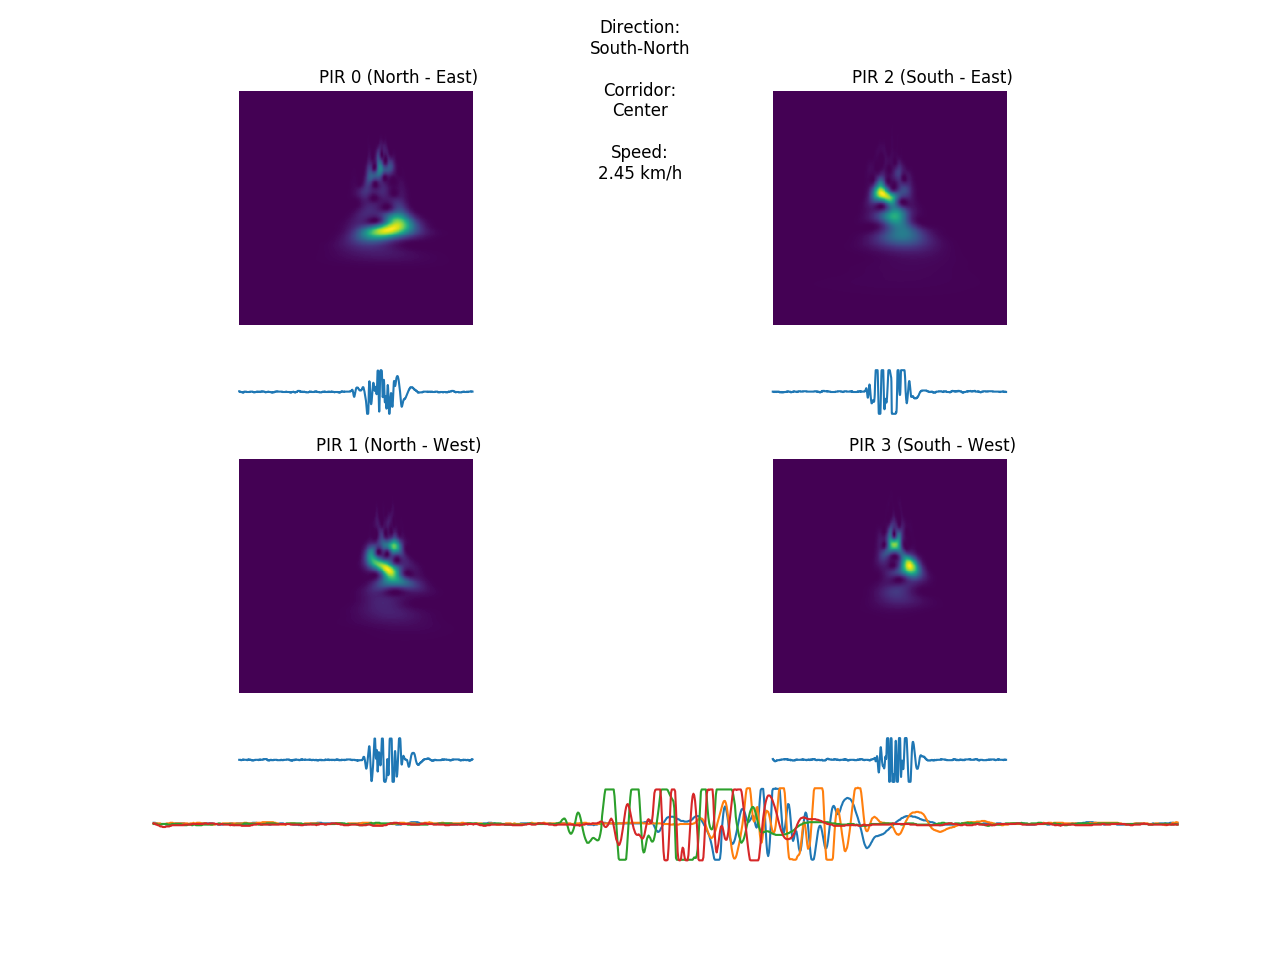 Direction:
South-North
Corridor:
Center
Speed:
2.45 km/h
PIR 0 (North - East)
PIR 2 (South - East)
PIR 1 (North - West)
PIR 3 (South - West)